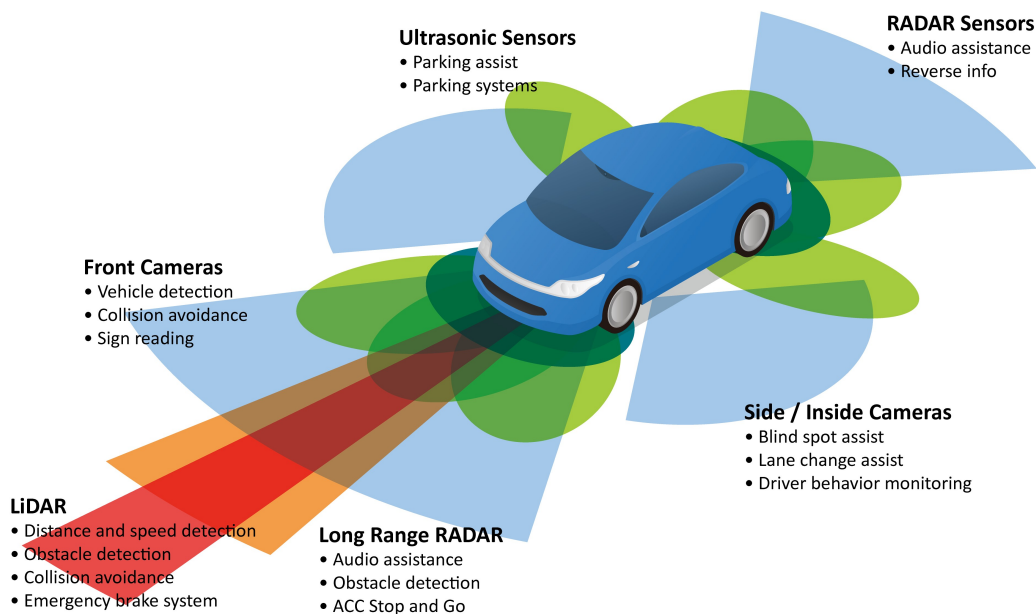 Ultrasonic Sensors
• Parking assist
• Parking systems
RADAR Sensors
• Audio assistance
• Reverse info
Front Cameras
• Vehicle detection
• Collision avoidance
• Sign reading
Side / Inside Cameras
• Blind spot assist
• Lane change assist
• Driver behavior monitoring
LiDAR
• Distance and speed detection
• Obstacle detection
• Collision avoidance
• Emergency brake system
Long Range RADAR
• Audio assistance
• Obstacle detection
• ACC Stop and Go